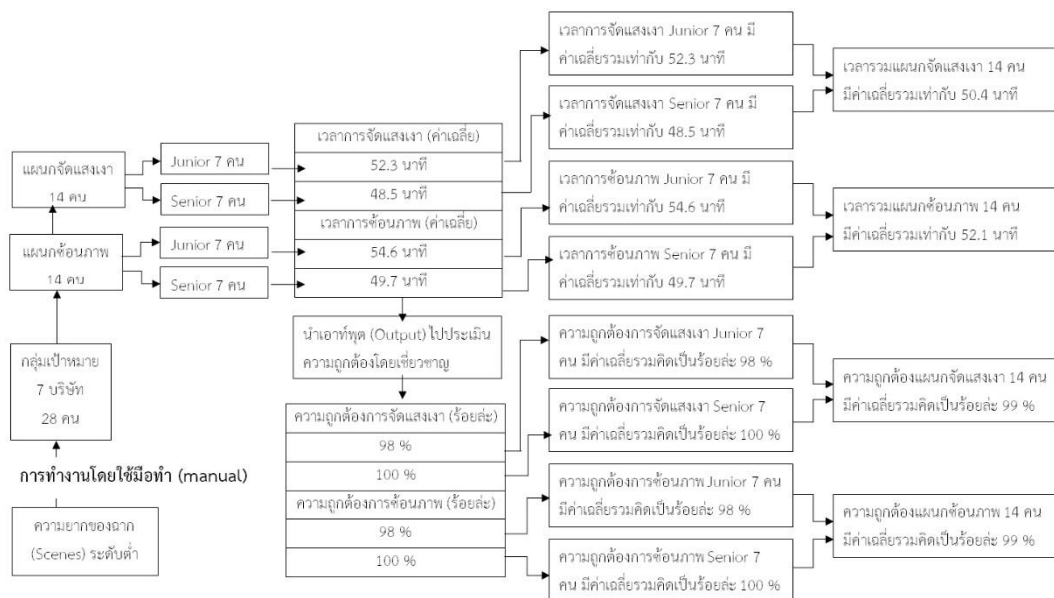 แผนกจัดแสงเงา
14 คน
แผนกซ้อนภาพ
14 คน
กลุ่มเป้าหมาย
7 บริษัท
28 คน
การทำงานโดยใช้มือทำ (manual)
ความยากของฉาก
(Scenes) ระดับต่ำ
Junior 7 คน
Senior 7 คน
Junior 7 คน
Senior 7 คน
เวลาการจัดแสงเงา (ค่าเฉลี่ย)
52.3 นาที
48.5 นาที
เวลาการซ้อนภาพ (ค่าเฉลี่ย)
54.6 นาที
49.7 นาที
นำเอาท์พุต (Output) ไปประเมิน
ความถูกต้องโดยเชี่ยวชาญ
ความถูกต้องการจัดแสงเงา (ร้อยล่ะ)
98 %
100 %
ความถูกต้องการซ้อนภาพ (ร้อยล่ะ)
98 %
100 %
เวลาการจัดแสงเงา Junior 7 คน มี
ค่าเฉลี่ยรวมเท่ากับ 52.3 นาที
เวลาการจัดแสงเงา Senior 7 คน มี
ค่าเฉลี่ยรวมเท่ากับ 48.5 นาที
เวลาการซ้อนภาพ Junior 7 คน มี
ค่าเฉลี่ยรวมเท่ากับ 54.6 นาที
เวลาการซ้อนภาพ Senior 7 คน มี
ค่าเฉลี่ยรวมเท่ากับ 49.7 นาที
ความถูกต้องการจัดแสงเงา Junior 7
คน มีค่าเฉลี่ยรวมคิดเป็นร้อยล่ะ 98 %
ความถูกต้องการจัดแสงเงา Senior 7
คน มีค่าเฉลี่ยรวมคิดเป็นร้อยล่ะ 100 %
ความถูกต้องการซ้อนภาพ Junior 7 คน
มีค่าเฉลี่ยรวมคิดเป็นร้อยล่ะ 98 %
ความถูกต้องการซ้อนภาพ Senior 7
คน มีค่าเฉลี่ยรวมคิดเป็นร้อยล่ะ 100 %
เวลารวมแผนกจัดแสงเงา 14 คน
มีค่าเฉลี่ยรวมเท่ากับ 50.4 นาที
เวลารวมแผนกซ้อนภาพ 14 คน
มีค่าเฉลี่ยรวมเท่ากับ 52.1 นาที
ความถูกต้องแผนกจัดแสงเงา 14 คน
มีค่าเฉลี่ยรวมคิดเป็นร้อยล่ะ 99 %
ความถูกต้องแผนกซ้อนภาพ 14 คน
มีค่าเฉลี่ยรวมคิดเป็นร้อยล่ะ 99 %